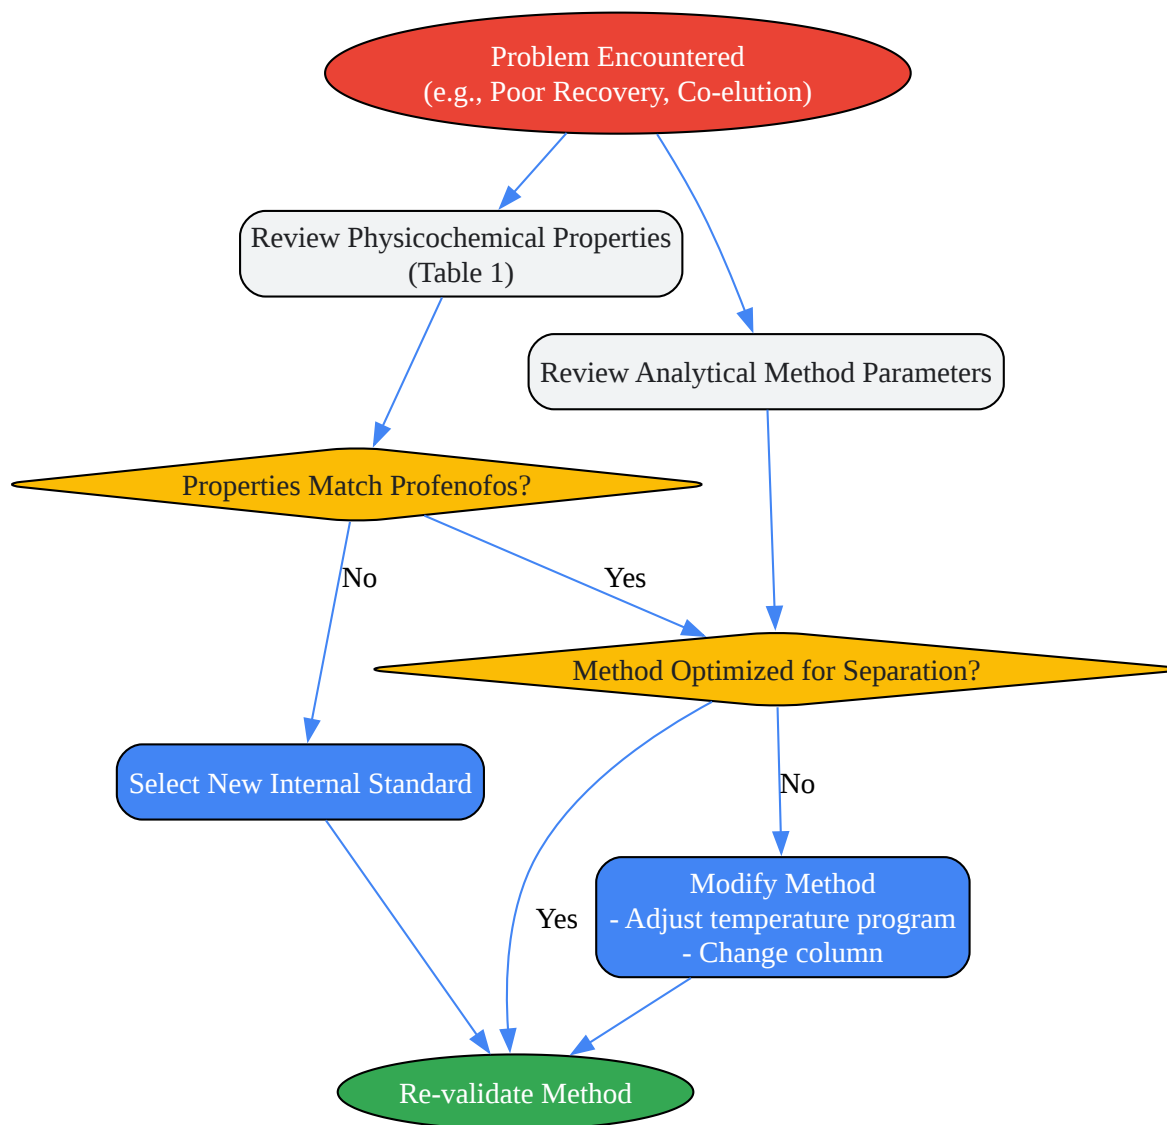 Problem Encountered
(e.g., Poor Recovery, Co-elution)
Review Physicochemical Properties
(Table 1)
Review Analytical Method Parameters
Properties Match Profenofos?
No
Yes
Method Optimized for Separation?
Select New Internal Standard
No
Modify Method
- Adjust temperature program
- Change column
Yes
Re-validate Method